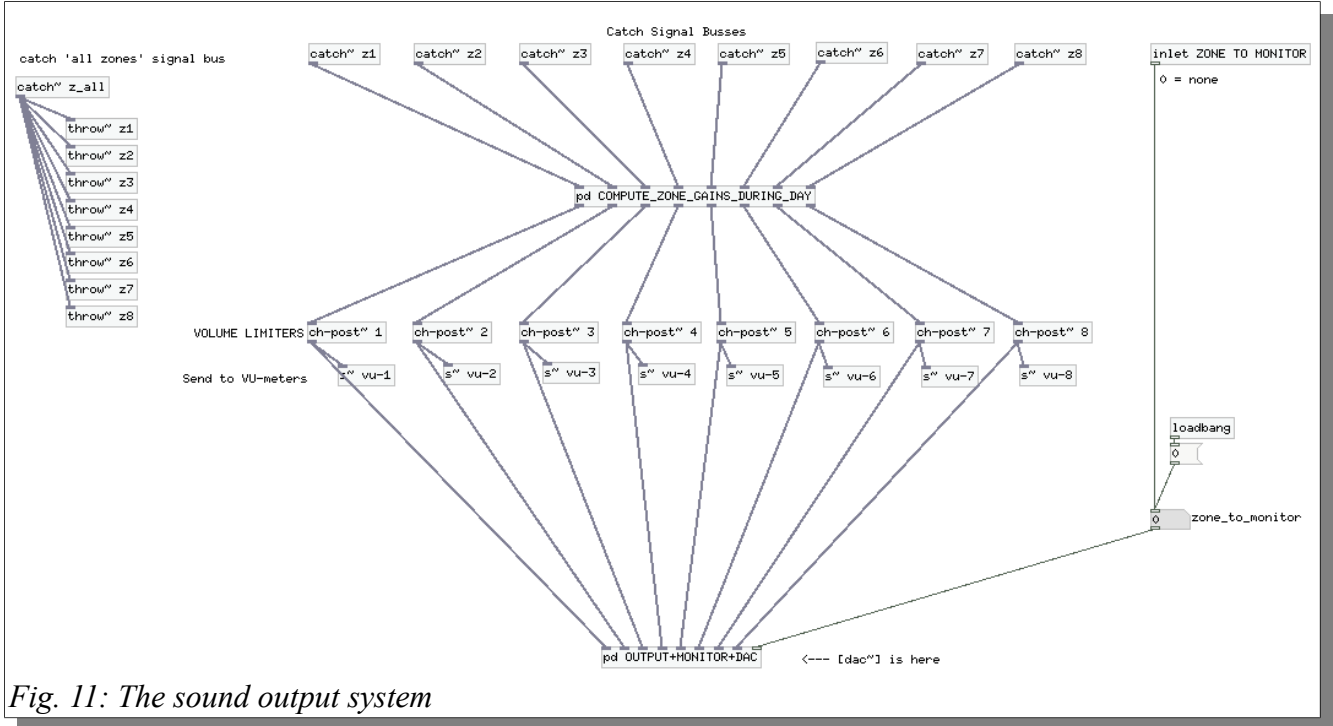 Catch Signal Busses
catch 'all zones' signal bus
catch~ z_all
throw~ z1
throw~ z2
throw~ z3
throw~ z4
throw~ z5
throw~ z6
throw~ z7
throw~ z8
catch~ z1
catch~ z2
catch~ z3
catch~ z4
catch~ z5
catch~ z6
catch~ z7
catch~ z8
inlet ZONE TO MONITOR
0 = none
pd COMPUTE_ZONE_GAINS_DURING_DAY
VOLUME LIMITERS
ch-post~ 1
ch-post~ 2
ch-post~ 3
ch-post~ 4
ch-post~ 5
ch-post~ 6
ch-post~ 7
ch-post~ 8
Send to VU-meters
s~ vu-1
s~ vu-2
s~ vu-3
s~ vu-4
s~ vu-5
s~ vu-6
s~ vu-7
s~ vu-8
loadbang
0
0
zone_to_monitor
pd OUTPUT+MONITOR+DAC
<--- [dac~] is here
Fig. 11: The sound output system